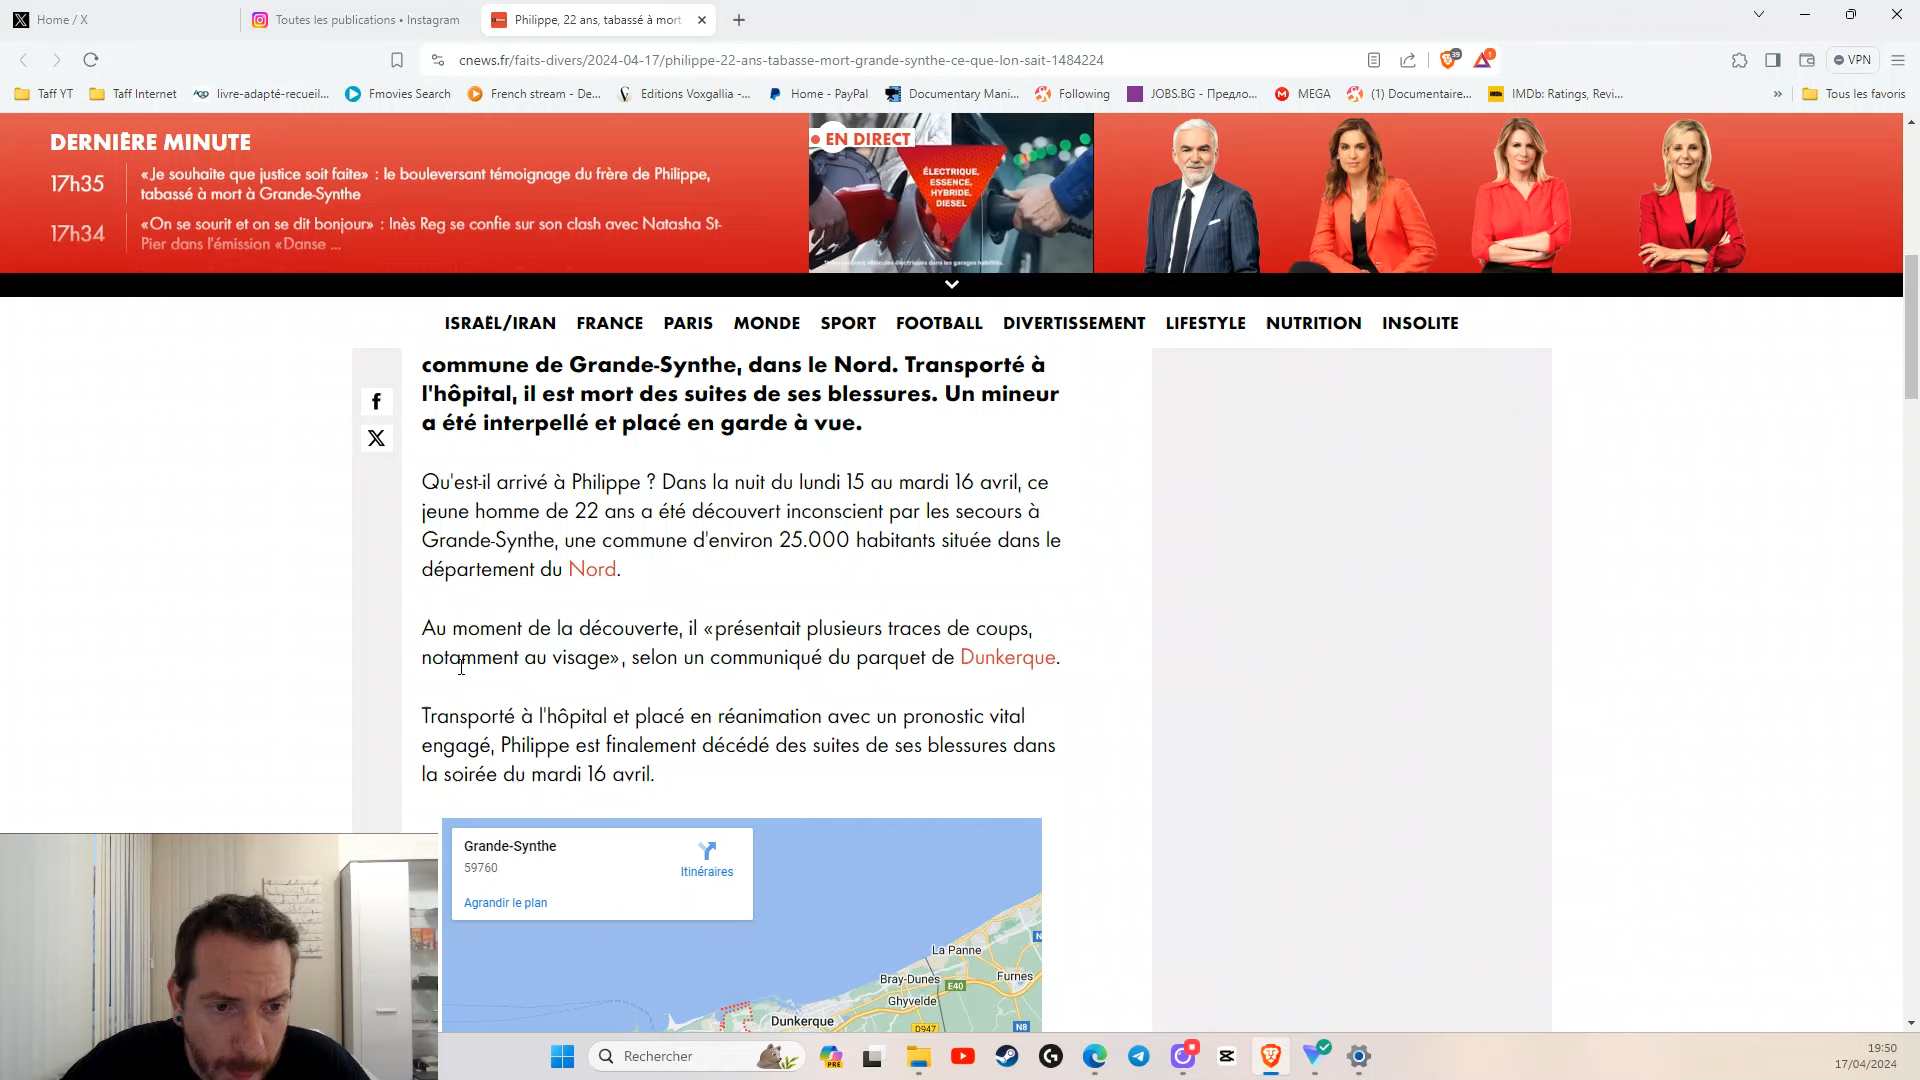 Home / X
Toutes les publications • Instagram
Philippe, 22 ans, tabassé à mort
cnews.fr/faits-divers/2024-04-17/philippe-22-ans-tabasse-mort-grande-synthe-ce-que-lon-sait-1484224
39
1
VPN
Taff YT
Taff Internet
livre-adapté-recueil...
Fmovies Search
French stream - De...
Editions Voxgallia -...
Home - PayPal
Documentary Mani...
Following
JOBS.BG - Предло...
MEGA
(1) Documentaire...
IMDb: Ratings, Revi...
»
Tous les favoris
DERNIÈRE MINUTE
17h35
«Je souhaite que justice soit faite» : le bouleversant témoignage du frère de Philippe,
tabassé à mort à Grande-Synthe
17h34
«On se sourit et on se dit bonjour» : Inès Reg se confie sur son clash avec Natasha St-
Pier dans l'émission «Danse ...
EN DIRECT
ÉLECTRIQUE,
ESSENCE,
HYBRIDE,
DIESEL
ISRAËL/IRAN FRANCE PARIS MONDE SPORT FOOTBALL DIVERTISSEMENT LIFESTYLE NUTRITION INSOLITE
commune de Grande-Synthe, dans le Nord. Transporté à
l'hôpital, il est mort des suites de ses blessures. Un mineur
a été interpellé et placé en garde à vue.
Qu'est-il arrivé à Philippe ? Dans la nuit du lundi 15 au mardi 16 avril, ce
jeune homme de 22 ans a été découvert inconscient par les secours à
Grande-Synthe, une commune d'environ 25.000 habitants située dans le
département du Nord.
Au moment de la découverte, il «présentait plusieurs traces de coups,
notamment au visage», selon un communiqué du parquet de Dunkerque.
Transporté à l'hôpital et placé en réanimation avec un pronostic vital
engagé, Philippe est finalement décédé des suites de ses blessures dans
la soirée du mardi 16 avril.
Grande-Synthe
59760
Itinéraires
Agrandir le plan
La Panne
Bray-Dunes
Furnes
E40
Ghyvelde
Dunkerque
D947
N8
Rechercher
PRE
19:50
17/04/2024